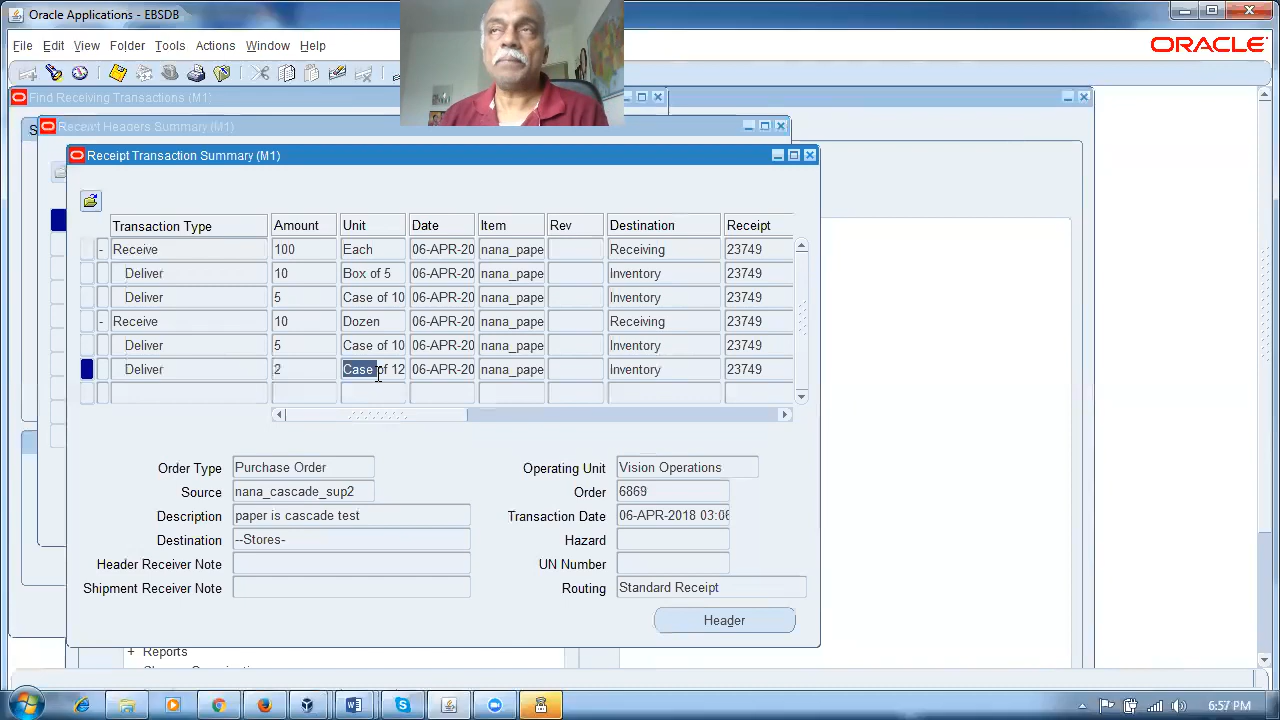 Oracle Applications - EBSDB
File Edit View Folder Tools Actions Window Help
ORACLE
Find Receiving Transactions (M1)
Receipt Headers Summary (M1)
Receipt Transaction Summary (M1)
Transaction Type Amount Unit Date Item Rev Destination Receipt
- Receive 100 Each 06-APR-20 nana_pape Receiving 23749
Deliver 10 Box of 5 06-APR-20 nana_pape Inventory 23749
Deliver 5 Case of 10 06-APR-20 nana_pape Inventory 23749
- Receive 10 Dozen 06-APR-20 nana_pape Receiving 23749
Deliver 5 Case of 10 06-APR-20 nana_pape Inventory 23749
Deliver 2 Case of 12 06-APR-20 nana_pape Inventory 23749
Order Type Purchase Order Operating Unit Vision Operations
Source nana_cascade_sup2 Order 6869
Description paper is cascade test Transaction Date 06-APR-2018 03:06
Destination --Stores- Hazard
Header Receiver Note UN Number
Shipment Receiver Note Routing Standard Receipt
Header
+ Reports
6:57 PM